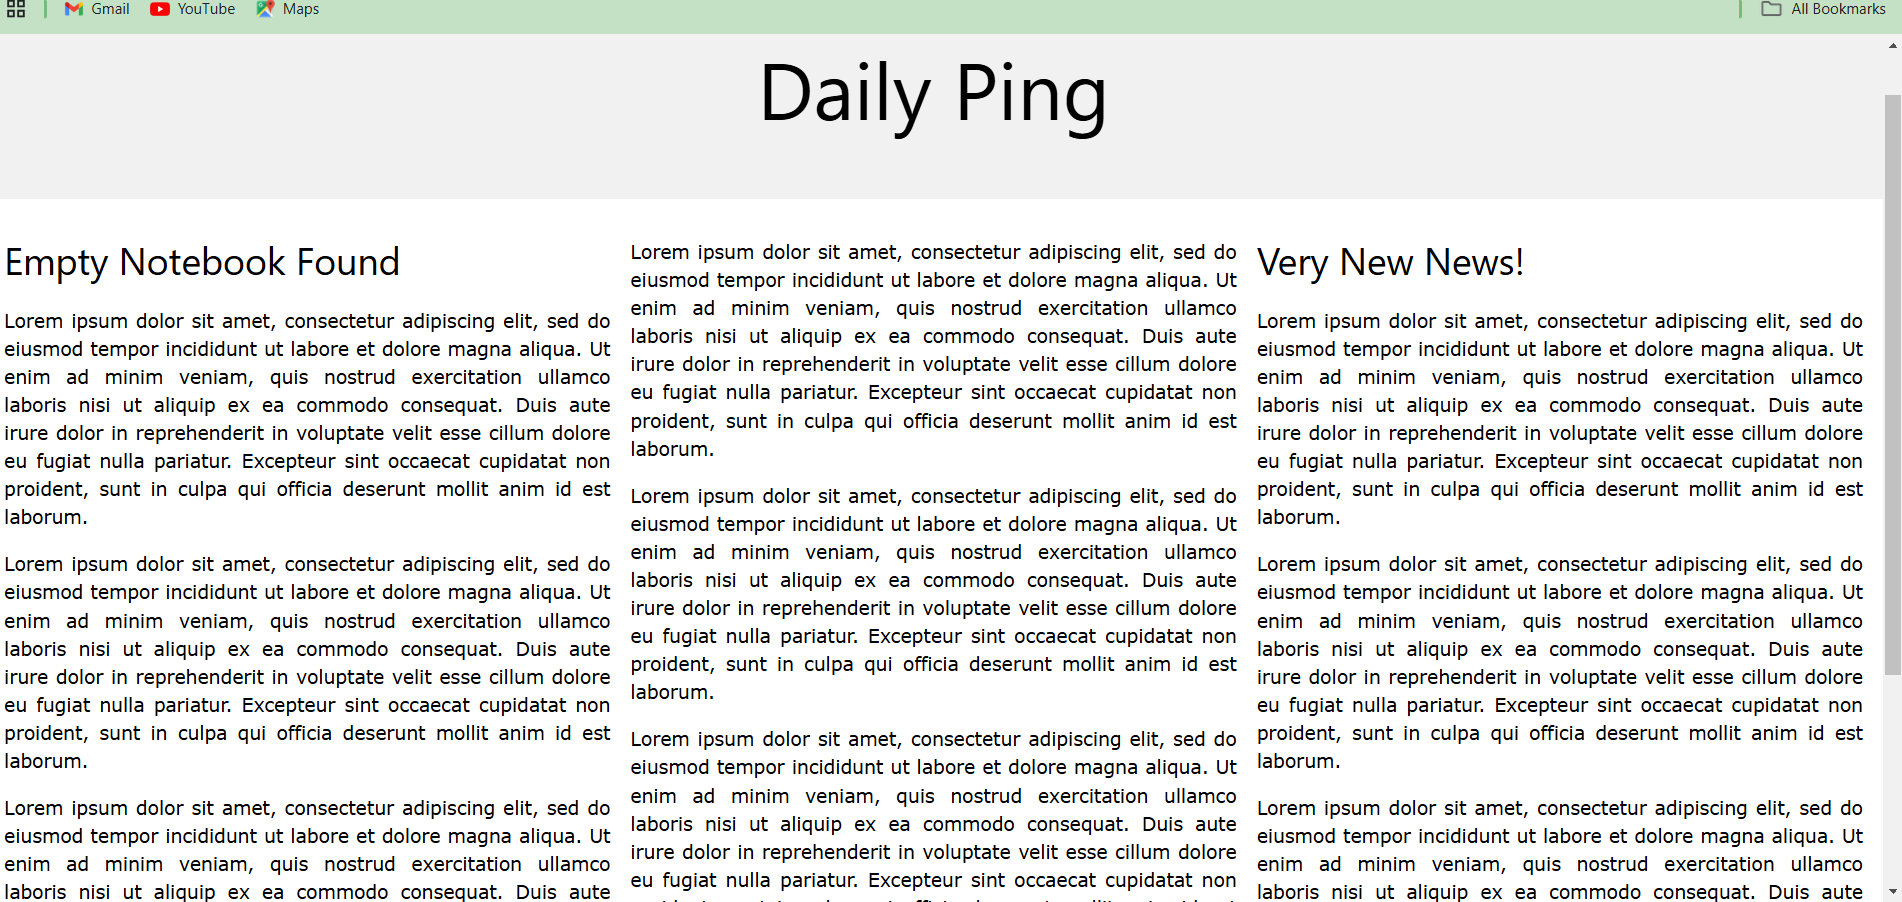 Gmail YouTube Maps All Bookmarks
Daily Ping
Empty Notebook Found
Lorem ipsum dolor sit amet, consectetur adipiscing elit, sed do
eiusmod tempor incididunt ut labore et dolore magna aliqua. Ut
enim ad minim veniam, quis nostrud exercitation ullamco
laboris nisi ut aliquip ex ea commodo consequat. Duis aute
irure dolor in reprehenderit in voluptate velit esse cillum dolore
eu fugiat nulla pariatur. Excepteur sint occaecat cupidatat non
proident, sunt in culpa qui officia deserunt mollit anim id est
laborum.
Lorem ipsum dolor sit amet, consectetur adipiscing elit, sed do
eiusmod tempor incididunt ut labore et dolore magna aliqua. Ut
enim ad minim veniam, quis nostrud exercitation ullamco
laboris nisi ut aliquip ex ea commodo consequat. Duis aute
irure dolor in reprehenderit in voluptate velit esse cillum dolore
eu fugiat nulla pariatur. Excepteur sint occaecat cupidatat non
proident, sunt in culpa qui officia deserunt mollit anim id est
laborum.
Lorem ipsum dolor sit amet, consectetur adipiscing elit, sed do
eiusmod tempor incididunt ut labore et dolore magna aliqua. Ut
enim ad minim veniam, quis nostrud exercitation ullamco
laboris nisi ut aliquip ex ea commodo consequat. Duis aute
Lorem ipsum dolor sit amet, consectetur adipiscing elit, sed do
eiusmod tempor incididunt ut labore et dolore magna aliqua. Ut
enim ad minim veniam, quis nostrud exercitation ullamco
laboris nisi ut aliquip ex ea commodo consequat. Duis aute
irure dolor in reprehenderit in voluptate velit esse cillum dolore
eu fugiat nulla pariatur. Excepteur sint occaecat cupidatat non
proident, sunt in culpa qui officia deserunt mollit anim id est
laborum.
Lorem ipsum dolor sit amet, consectetur adipiscing elit, sed do
eiusmod tempor incididunt ut labore et dolore magna aliqua. Ut
enim ad minim veniam, quis nostrud exercitation ullamco
laboris nisi ut aliquip ex ea commodo consequat. Duis aute
irure dolor in reprehenderit in voluptate velit esse cillum dolore
eu fugiat nulla pariatur. Excepteur sint occaecat cupidatat non
proident, sunt in culpa qui officia deserunt mollit anim id est
laborum.
Lorem ipsum dolor sit amet, consectetur adipiscing elit, sed do
eiusmod tempor incididunt ut labore et dolore magna aliqua. Ut
enim ad minim veniam, quis nostrud exercitation ullamco
laboris nisi ut aliquip ex ea commodo consequat. Duis aute
irure dolor in reprehenderit in voluptate velit esse cillum dolore
eu fugiat nulla pariatur. Excepteur sint occaecat cupidatat non
Very New News!
Lorem ipsum dolor sit amet, consectetur adipiscing elit, sed do
eiusmod tempor incididunt ut labore et dolore magna aliqua. Ut
enim ad minim veniam, quis nostrud exercitation ullamco
laboris nisi ut aliquip ex ea commodo consequat. Duis aute
irure dolor in reprehenderit in voluptate velit esse cillum dolore
eu fugiat nulla pariatur. Excepteur sint occaecat cupidatat non
proident, sunt in culpa qui officia deserunt mollit anim id est
laborum.
Lorem ipsum dolor sit amet, consectetur adipiscing elit, sed do
eiusmod tempor incididunt ut labore et dolore magna aliqua. Ut
enim ad minim veniam, quis nostrud exercitation ullamco
laboris nisi ut aliquip ex ea commodo consequat. Duis aute
irure dolor in reprehenderit in voluptate velit esse cillum dolore
eu fugiat nulla pariatur. Excepteur sint occaecat cupidatat non
proident, sunt in culpa qui officia deserunt mollit anim id est
laborum.
Lorem ipsum dolor sit amet, consectetur adipiscing elit, sed do
eiusmod tempor incididunt ut labore et dolore magna aliqua. Ut
enim ad minim veniam, quis nostrud exercitation ullamco
laboris nisi ut aliquip ex ea commodo consequat. Duis aute